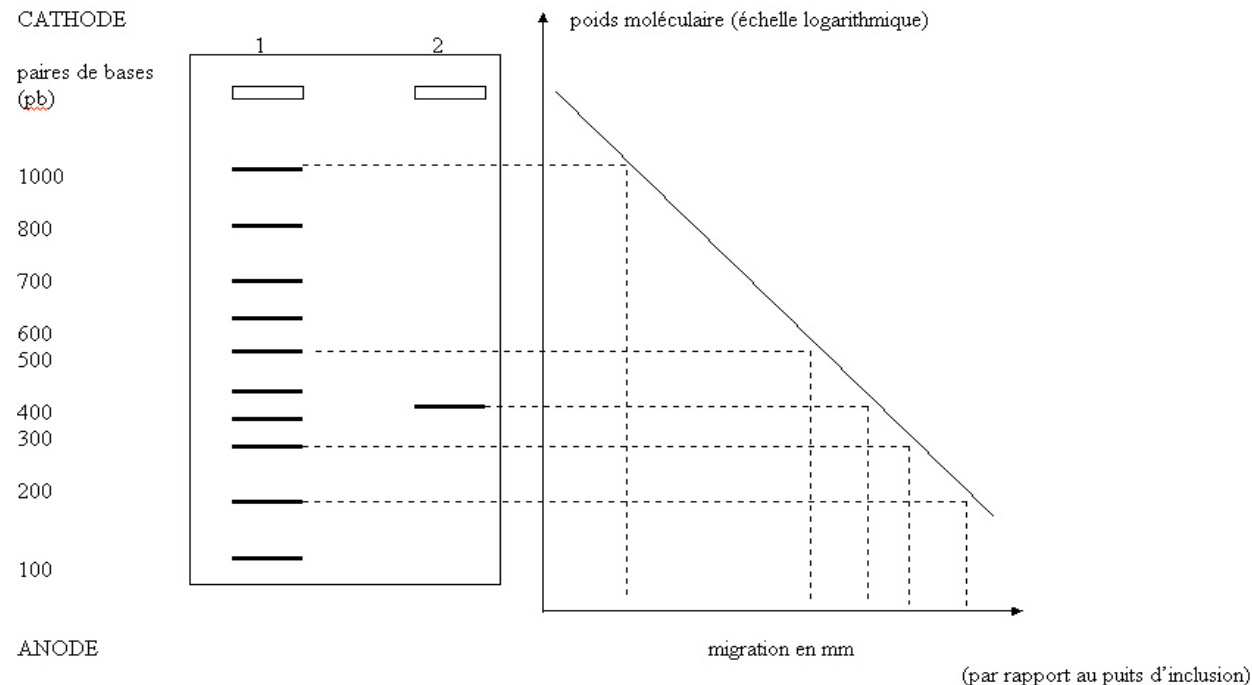 CATHODE
poids moléculaire (échelle logarithmique)
1
2
paires de bases
(pb)
1000
800
700
600
500
400
300
200
100
ANODE
migration en mm
(par rapport au puits d’inclusion)